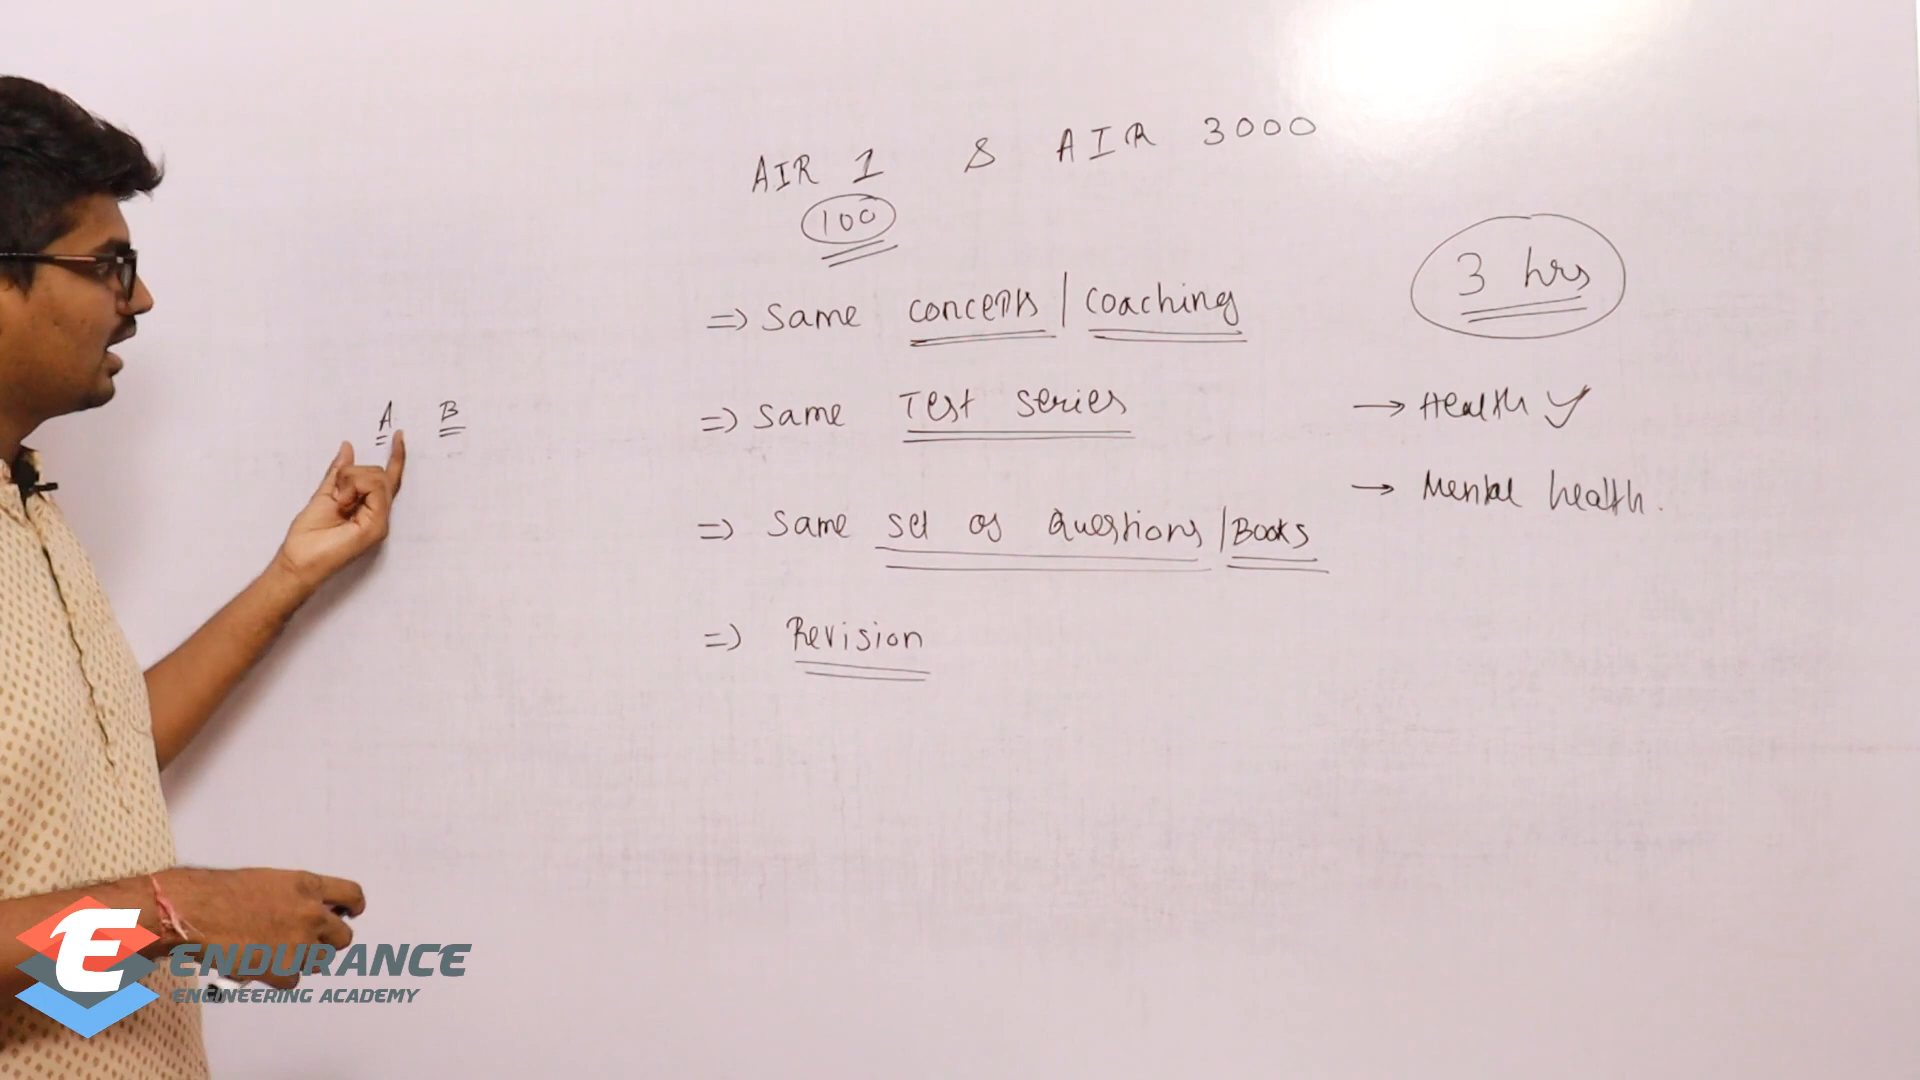 AIR 1 & AIR 3000
100
3 hrs
=> Same concepts / coaching
A B
=> Same Test series
→ Health
→ Mental health.
=> Same set of Questions / Books
=> Revision
E ENDURANCE
ENGINEERING ACADEMY